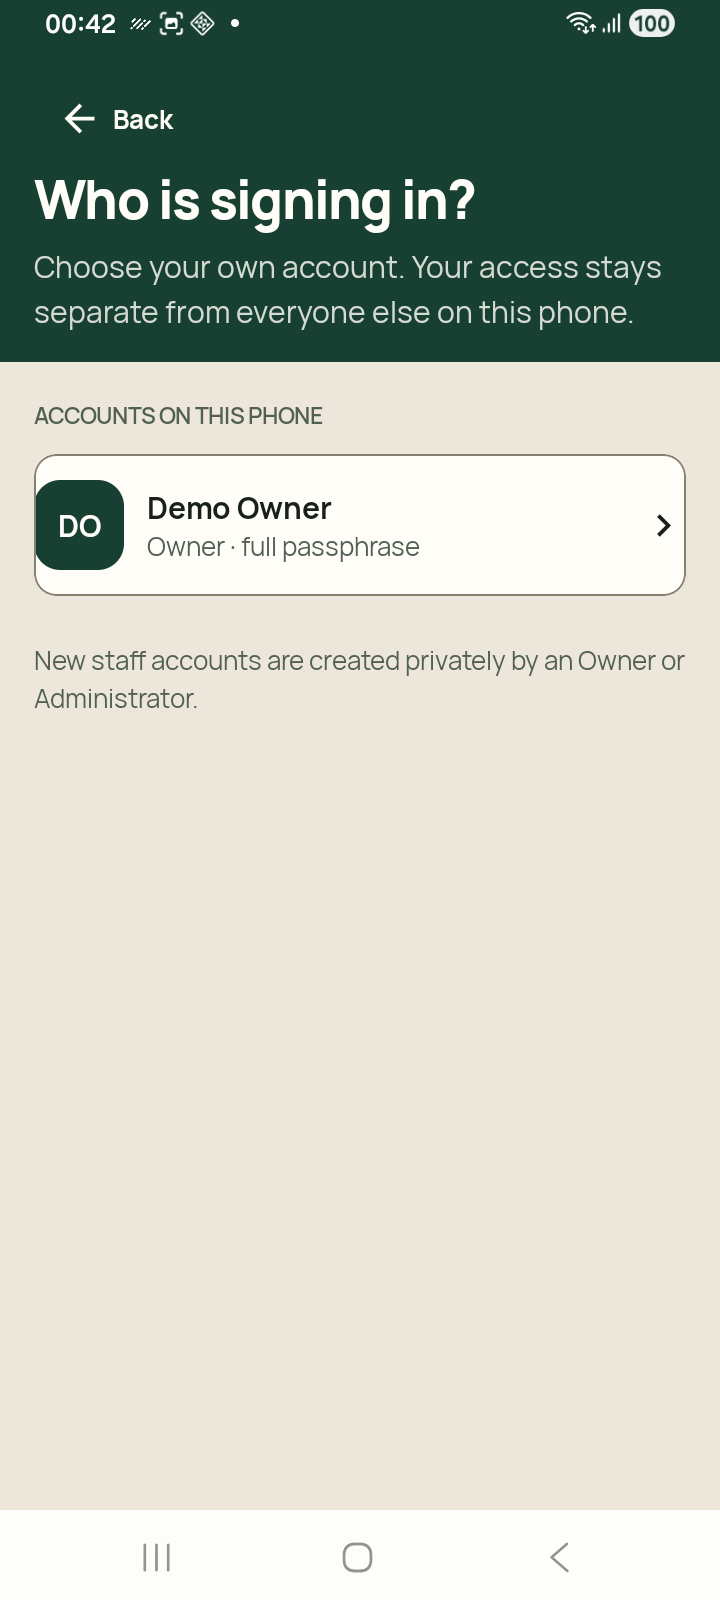 00:42
100
Back
Who is signing in?
Choose your own account. Your access stays
separate from everyone else on this phone.
ACCOUNTS ON THIS PHONE
DO
Demo Owner
Owner · full passphrase
New staff accounts are created privately by an Owner or
Administrator.